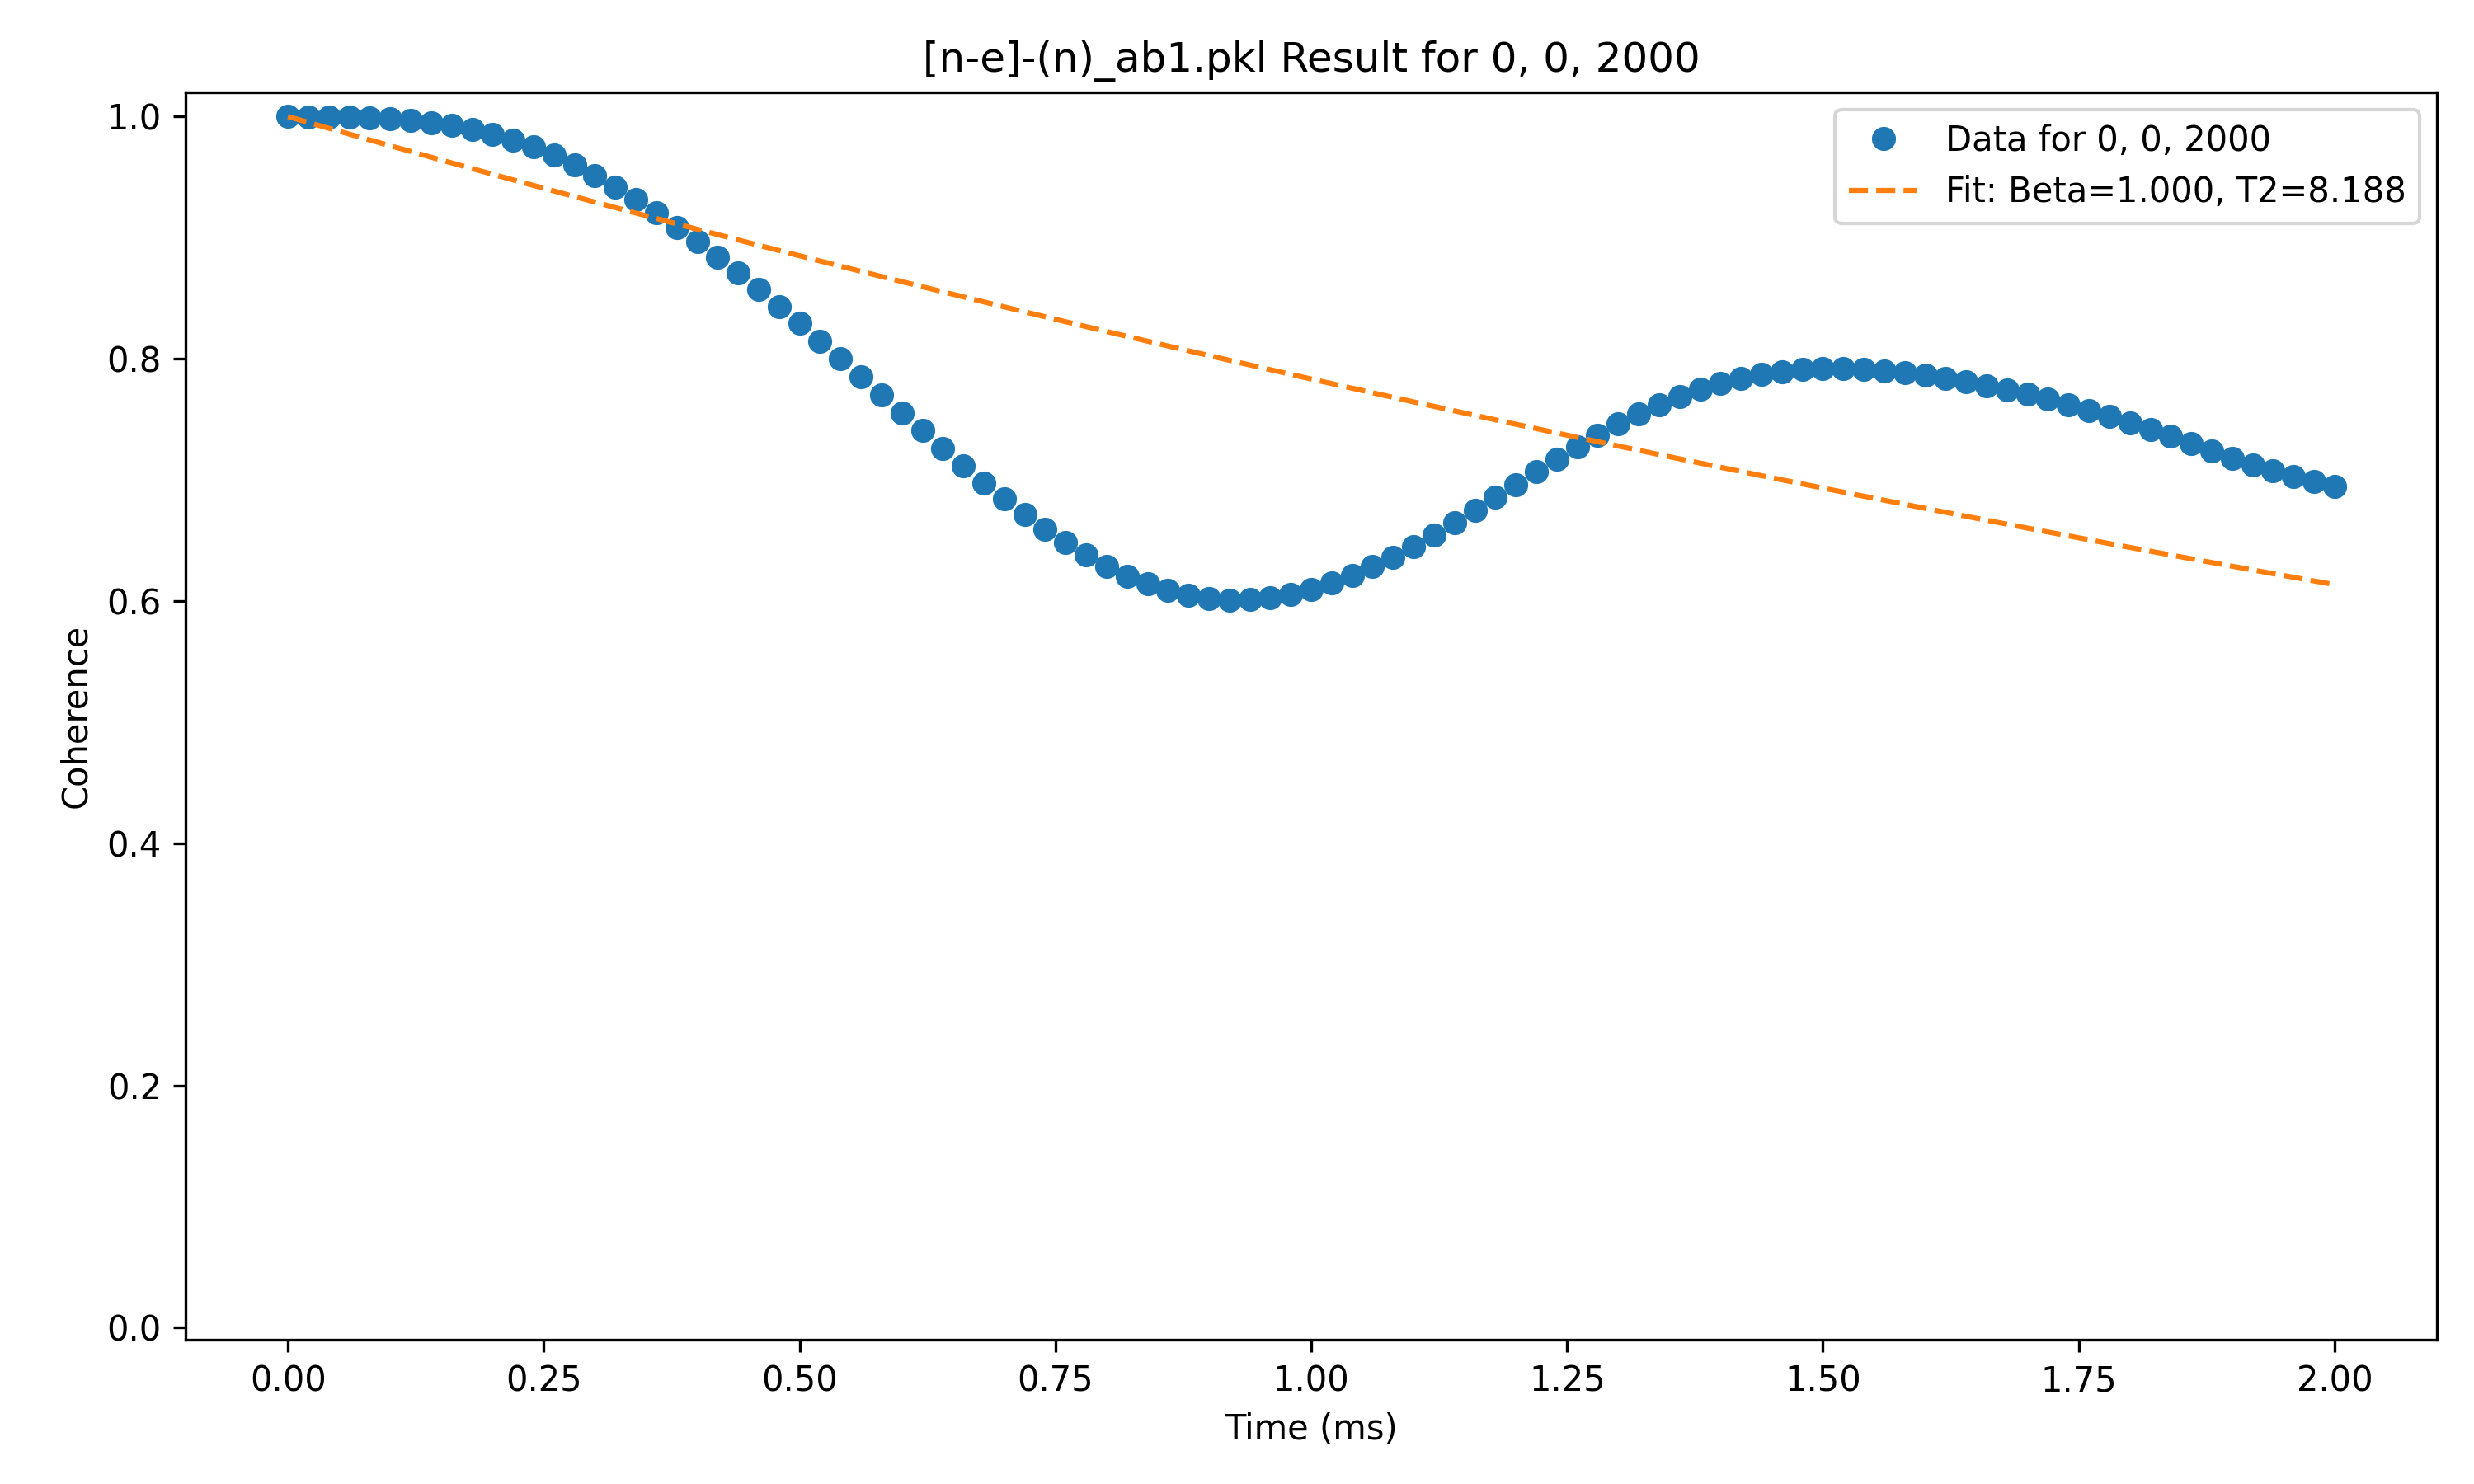 [n-e]-(n)_ab1.pkl Result for 0, 0, 2000
Data for 0, 0, 2000
Fit: Beta=1.000, T2=8.188
Coherence
1.0
0.8
0.6
0.4
0.2
0.0
0.00 0.25 0.50 0.75 1.00 1.25 1.50 1.75 2.00
Time (ms)